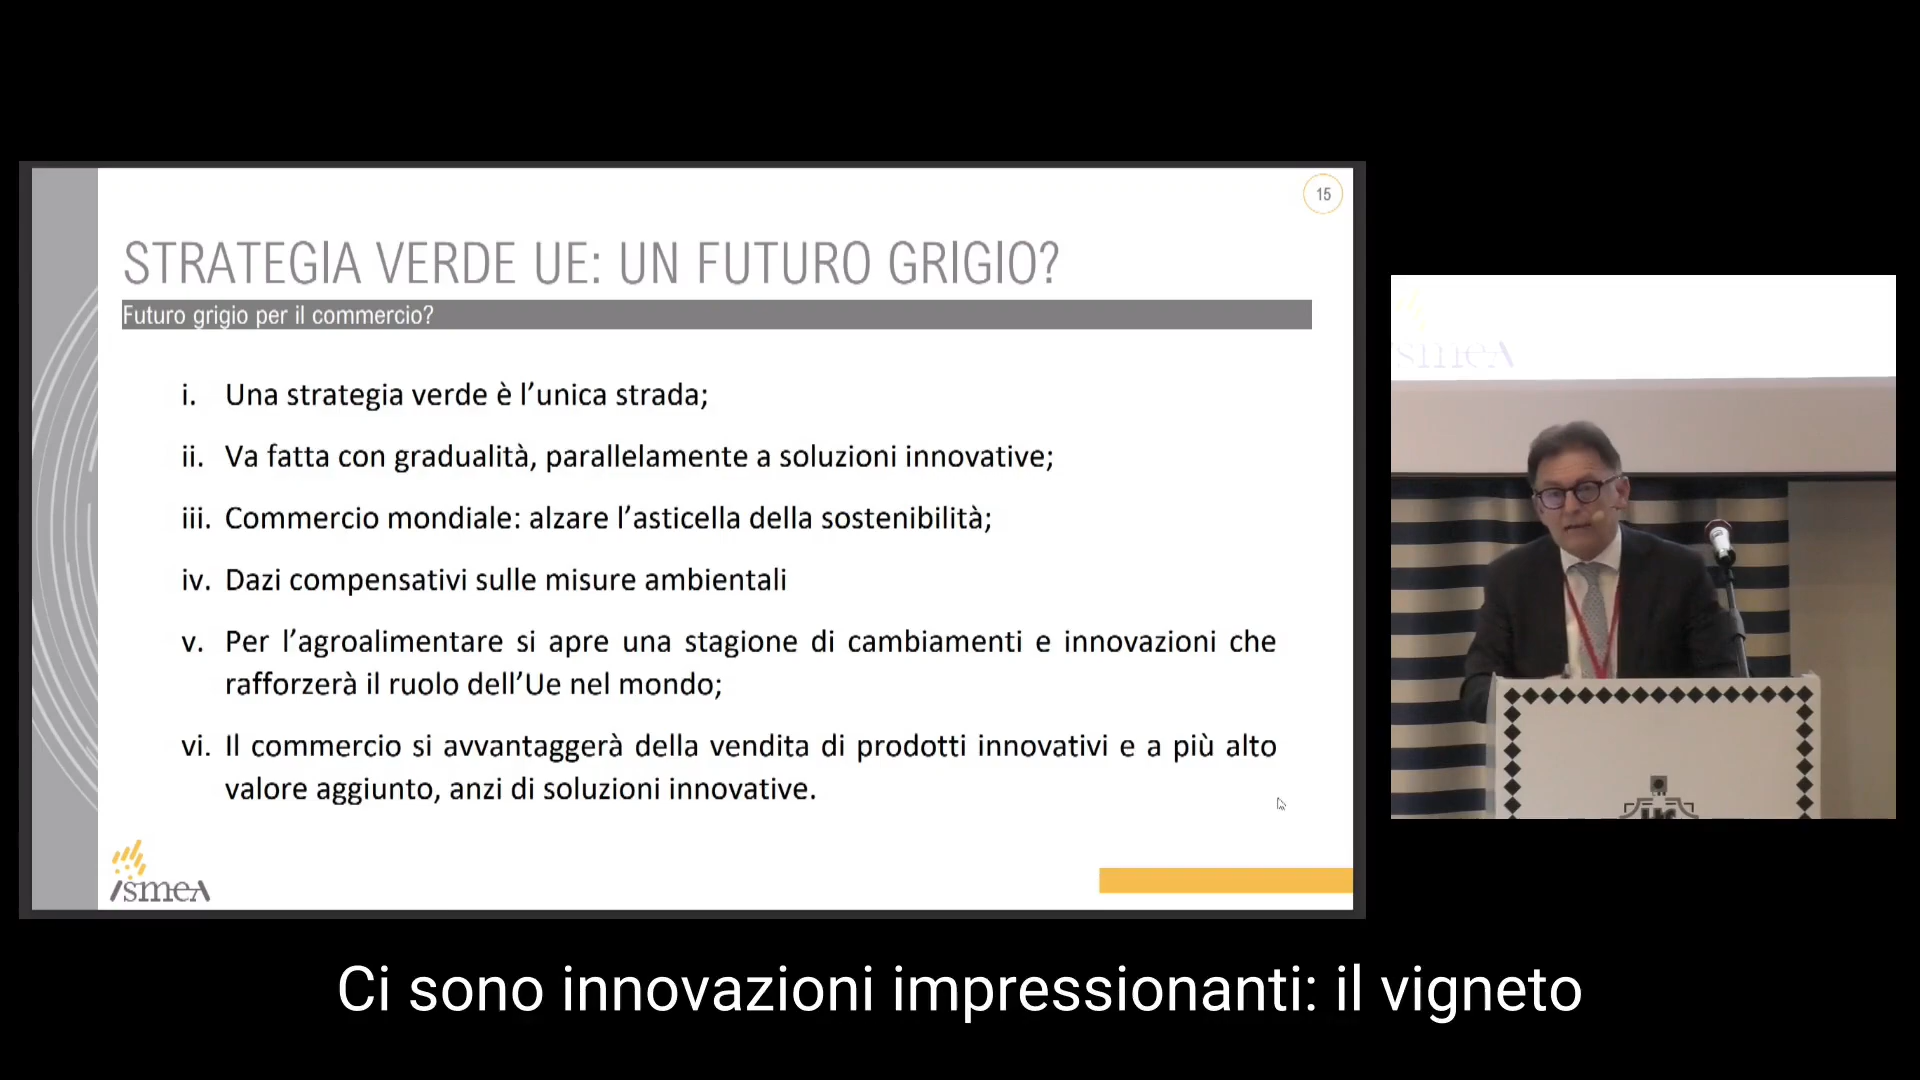 15
STRATEGIA VERDE UE: UN FUTURO GRIGIO?
Futuro grigio per il commercio?
i. Una strategia verde è l’unica strada;
ii. Va fatta con gradualità, parallelamente a soluzioni innovative;
iii. Commercio mondiale: alzare l’asticella della sostenibilità;
iv. Dazi compensativi sulle misure ambientali
v. Per l’agroalimentare si apre una stagione di cambiamenti e innovazioni che
rafforzerà il ruolo dell’Ue nel mondo;
vi. Il commercio si avvantaggerà della vendita di prodotti innovativi e a più alto
valore aggiunto, anzi di soluzioni innovative.
ismeA
smeA
Ci sono innovazioni impressionanti: il vigneto